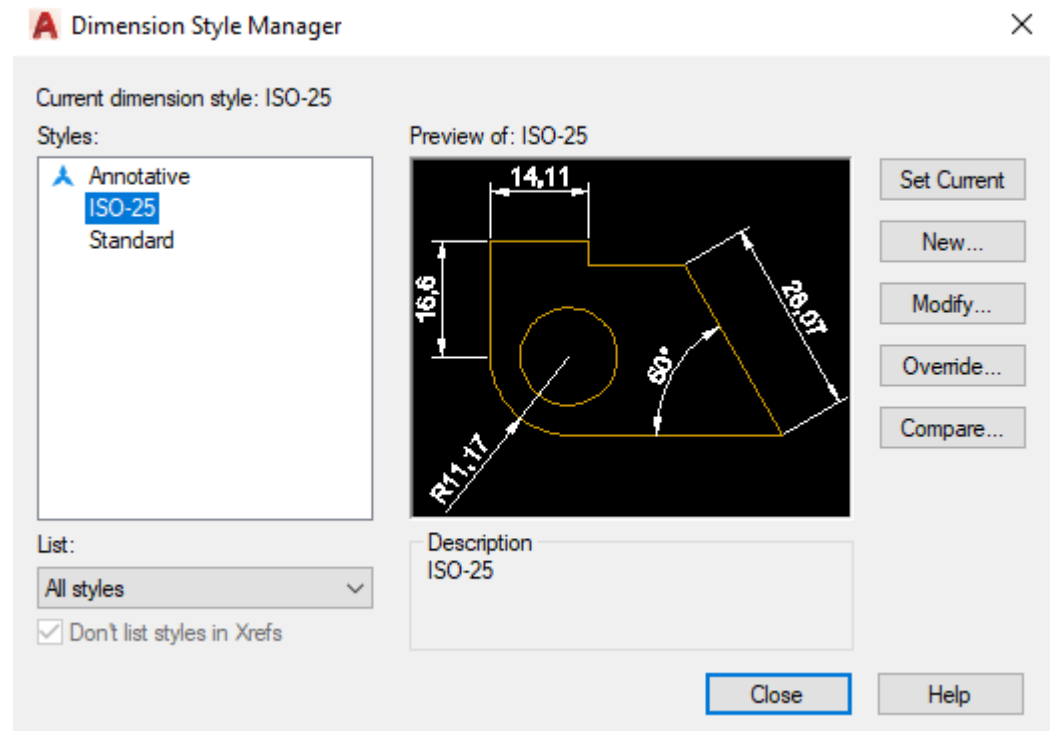 Dimension Style Manager
Current dimension style: ISO-25
Styles:
Annotative
ISO-25
Standard
Preview of: ISO-25
14,11
16,6
28,07
60°
R11,17
Set Current
New...
Modify...
Override...
Compare...
List:
All styles
Don't list styles in Xrefs
Description
ISO-25
Close
Help